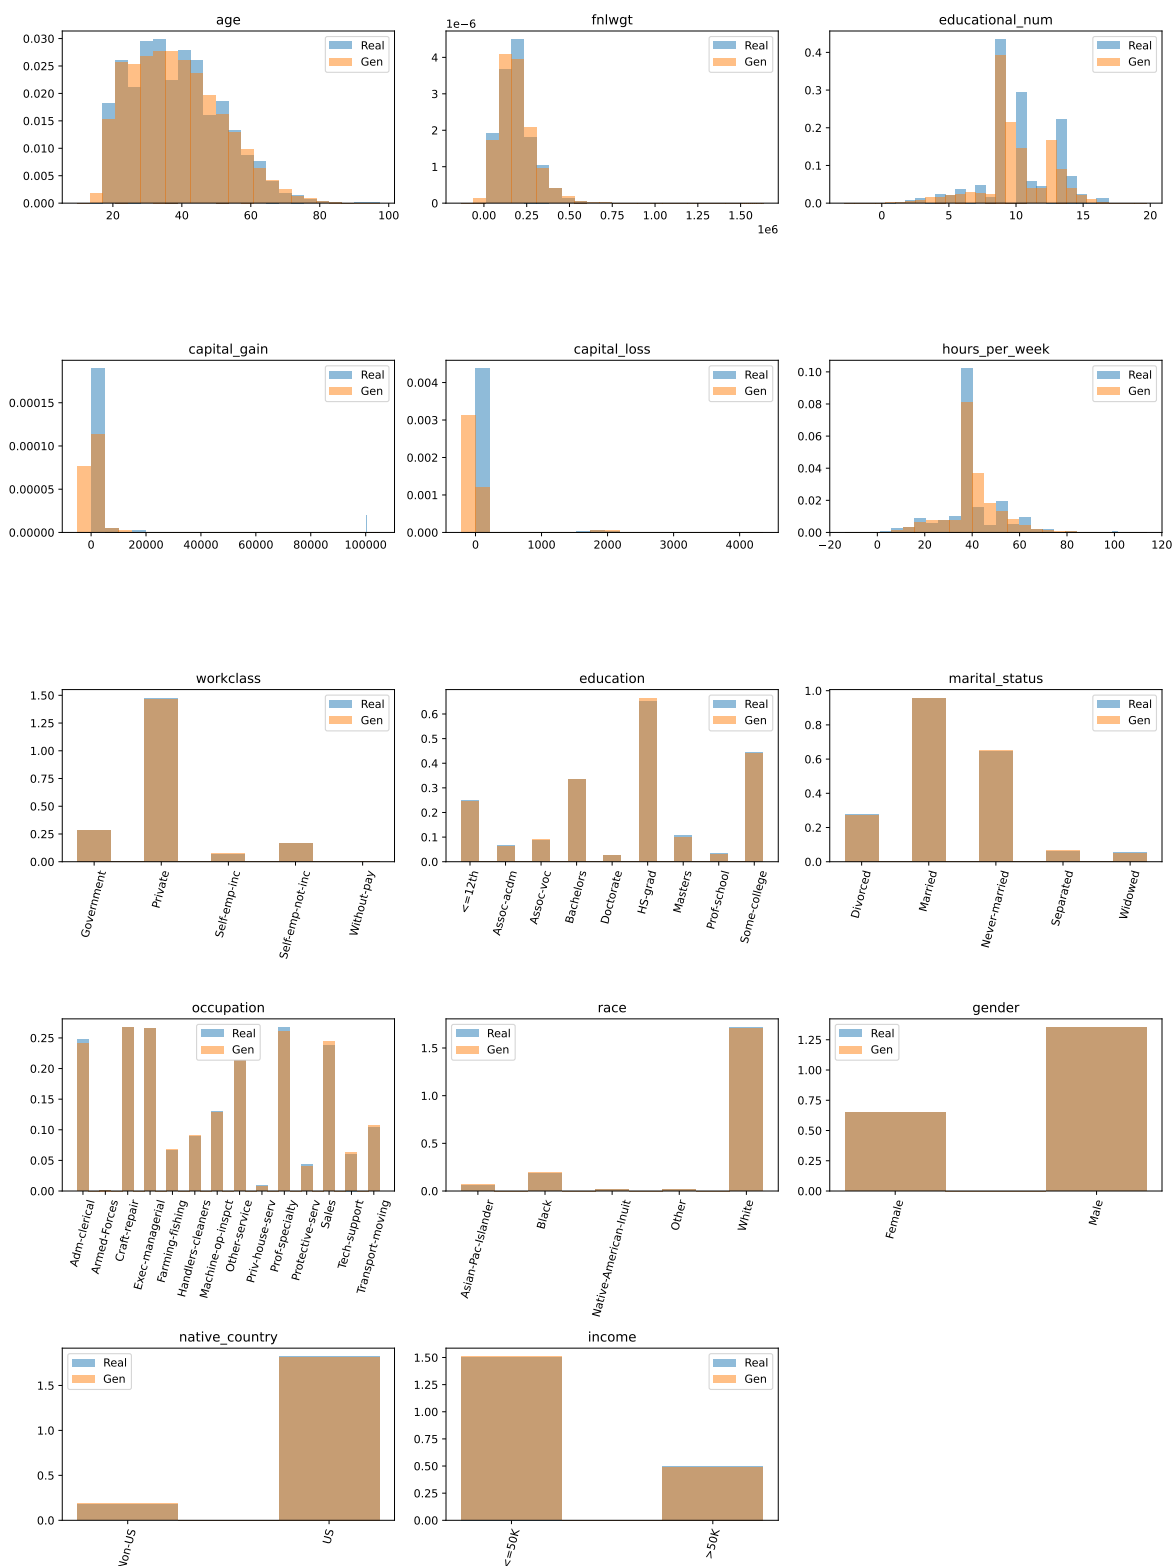 age
0.030
0.025
0.020
0.015
0.010
0.005
0.000
20 40 60 80 100
Real
Gen
fnlwgt
1e−6
4
3
2
1
0
0.00 0.25 0.50 0.75 1.00 1.25 1.50
1e6
Real
Gen
educational_num
0.4
0.3
0.2
0.1
0.0
0 5 10 15 20
Real
Gen
capital_gain
0.00015
0.00010
0.00005
0.00000
0 20000 40000 60000 80000 100000
Real
Gen
capital_loss
0.004
0.003
0.002
0.001
0.000
0 1000 2000 3000 4000
Real
Gen
hours_per_week
0.10
0.08
0.06
0.04
0.02
0.00
−20 0 20 40 60 80 100 120
Real
Gen
workclass
1.50
1.25
1.00
0.75
0.50
0.25
0.00
Government
Private
Self-emp-inc
Self-emp-not-inc
Without-pay
Real
Gen
education
0.6
0.5
0.4
0.3
0.2
0.1
0.0
<=12th
Assoc-acdm
Assoc-voc
Bachelors
Doctorate
HS-grad
Masters
Prof-school
Some-college
Real
Gen
marital_status
1.0
0.8
0.6
0.4
0.2
0.0
Divorced
Married
Never-married
Separated
Widowed
Real
Gen
occupation
0.25
0.20
0.15
0.10
0.05
0.00
Adm-clerical
Armed-Forces
Craft-repair
Exec-managerial
Farming-fishing
Handlers-cleaners
Machine-op-inspct
Other-service
Priv-house-serv
Prof-specialty
Protective-serv
Sales
Tech-support
Transport-moving
Real
Gen
race
1.5
1.0
0.5
0.0
Asian-Pac-Islander
Black
Native-American-Inuit
Other
White
Real
Gen
gender
1.25
1.00
0.75
0.50
0.25
0.00
Female
Male
Real
Gen
native_country
1.5
1.0
0.5
0.0
Non-US
US
Real
Gen
income
1.50
1.25
1.00
0.75
0.50
0.25
0.00
<=50K
>50K
Real
Gen